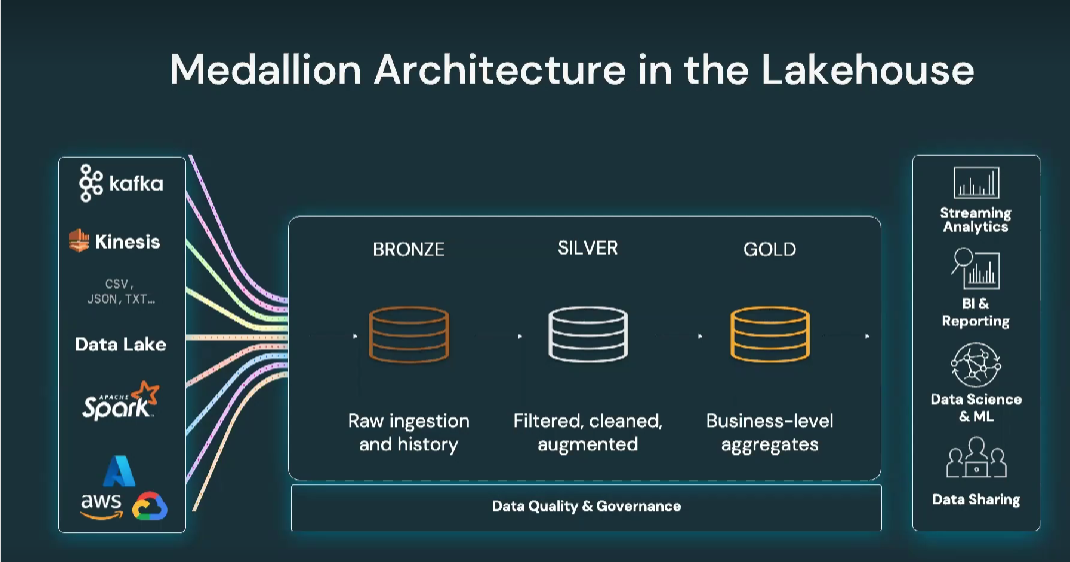 Medallion Architecture in the Lakehouse
kafka
Kinesis
CSV,
JSON, TXT...
Data Lake
APACHE
Spark
aws
BRONZE
SILVER
GOLD
Raw ingestion
and history
Filtered, cleaned,
augmented
Business-level
aggregates
Data Quality & Governance
Streaming
Analytics
BI &
Reporting
Data Science
& ML
Data Sharing